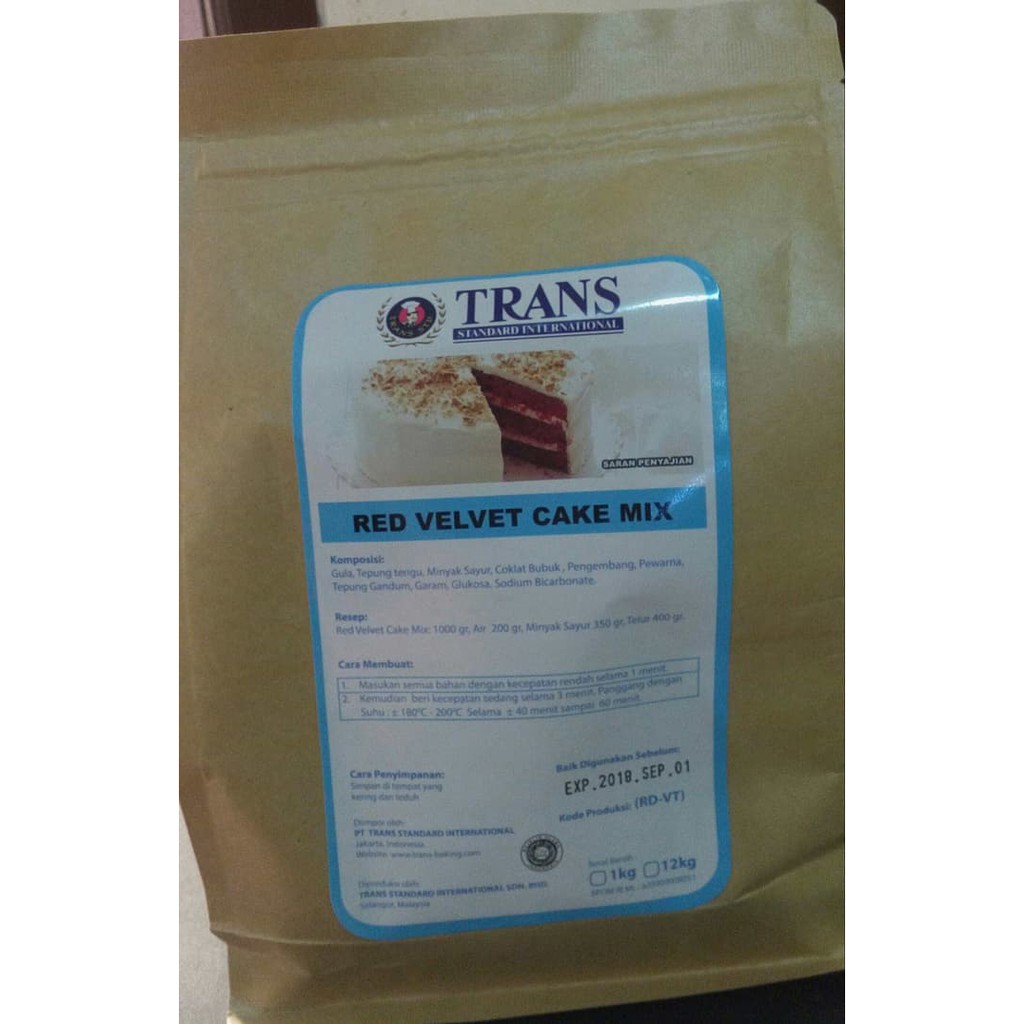 TRANS
STANDARD INTERNATIONAL
TRANS STD
SARAN PENYAJIAN
RED VELVET CAKE MIX
Komposisi:
Gula, Tepung terigu, Minyak Sayur, Coklat Bubuk , Pengembang, Pewarna,
Tepung Gandum, Garam, Glukosa, Sodium Bicarbonate.
Resep:
Red Velvet Cake Mix: 1000 gr, Air 200 gr, Minyak Sayur 350 gr, Telur 400 gr.
Cara Membuat:
1. Masukan semua bahan dengan kecepatan rendah selama 1 menit.
2. Kemudian beri kecepatan sedang selama 3 menit. Panggang dengan
Suhu : ± 180°C - 200°C Selama ± 40 menit sampai 60 menit.
Cara Penyimpanan:
Simpan di tempat yang
kering dan teduh
Baik Digunakan Sebelum:
EXP.2018.SEP.01
Kode Produksi: (RD-VT)
Diimpor oleh:
PT TRANS STANDARD INTERNATIONAL
Jakarta, Indonesia.
Website: www.trans-baking.com
Diproduksi oleh:
TRANS STANDARD INTERNATIONAL SDN. BHD.
Selangor, Malaysia
Berat Bersih:
1kg 12kg